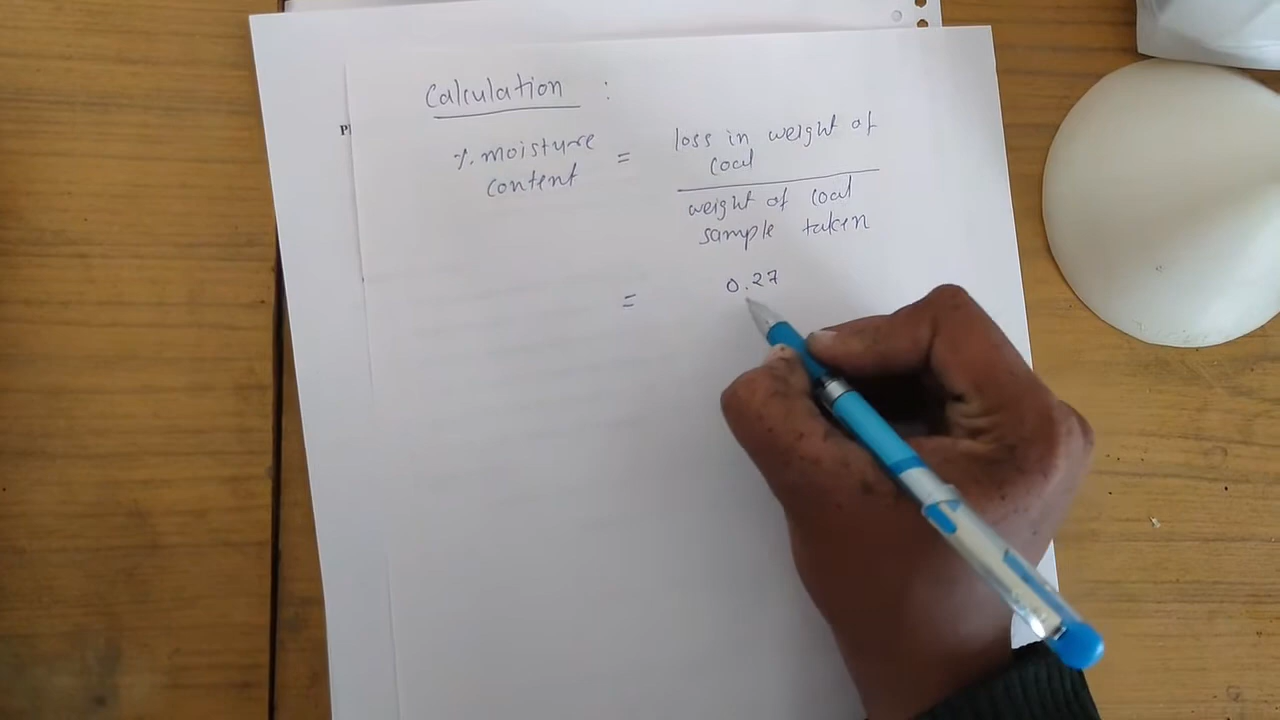 Calculation :
%. moisture content = loss in weight of coal
weight of coal sample taken
= 0.27